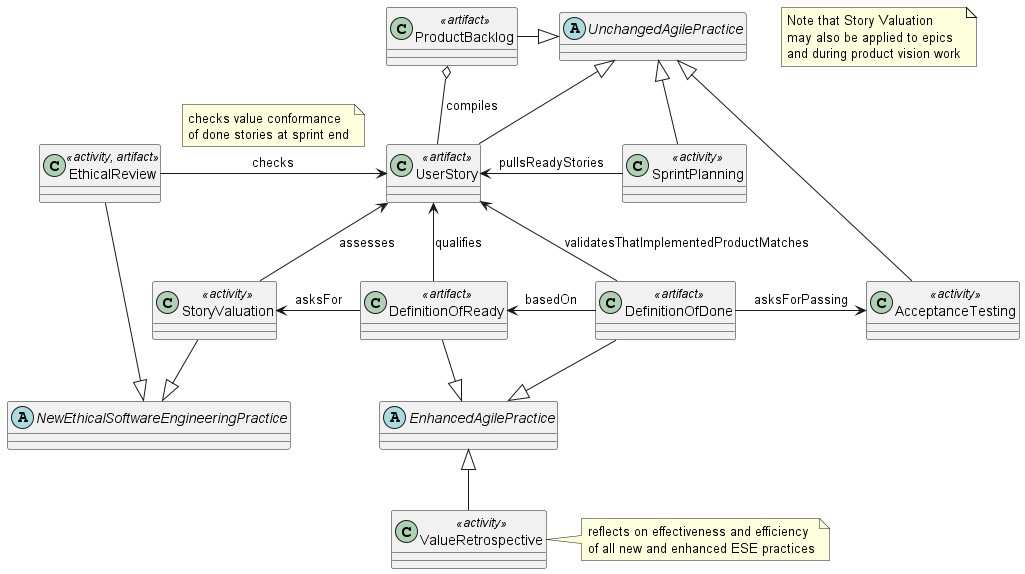 C «artifact»
ProductBacklog
A UnchangedAgilePractice
Note that Story Valuation
may also be applied to epics
and during product vision work
compiles
checks value conformance
of done stories at sprint end
C «activity, artifact»
EthicalReview
checks
C «artifact»
UserStory
pullsReadyStories
C «activity»
SprintPlanning
assesses
qualifies
validatesThatImplementedProductMatches
C «activity»
StoryValuation
asksFor
C «artifact»
DefinitionOfReady
basedOn
C «artifact»
DefinitionOfDone
asksForPassing
C «activity»
AcceptanceTesting
A NewEthicalSoftwareEngineeringPractice
A EnhancedAgilePractice
C «activity»
ValueRetrospective
reflects on effectiveness and efficiency
of all new and enhanced ESE practices